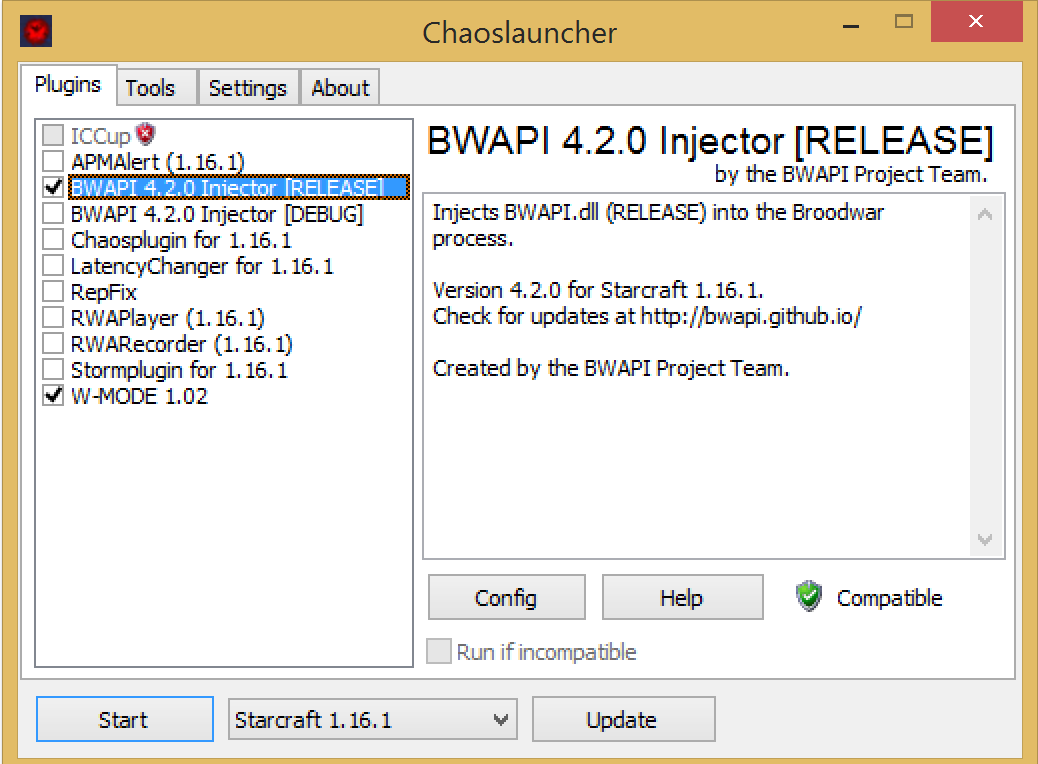 Chaoslauncher
Plugins
Tools
Settings
About
ICCup
APMAlert (1.16.1)
BWAPI 4.2.0 Injector [RELEASE]
BWAPI 4.2.0 Injector [DEBUG]
Chaosplugin for 1.16.1
LatencyChanger for 1.16.1
RepFix
RWAPlayer (1.16.1)
RWARecorder (1.16.1)
Stormplugin for 1.16.1
W-MODE 1.02
BWAPI 4.2.0 Injector [RELEASE]
by the BWAPI Project Team.
Injects BWAPI.dll (RELEASE) into the Broodwar
process.
Version 4.2.0 for Starcraft 1.16.1.
Check for updates at http://bwapi.github.io/
Created by the BWAPI Project Team.
Config
Help
Compatible
Run if incompatible
Start
Starcraft 1.16.1
Update